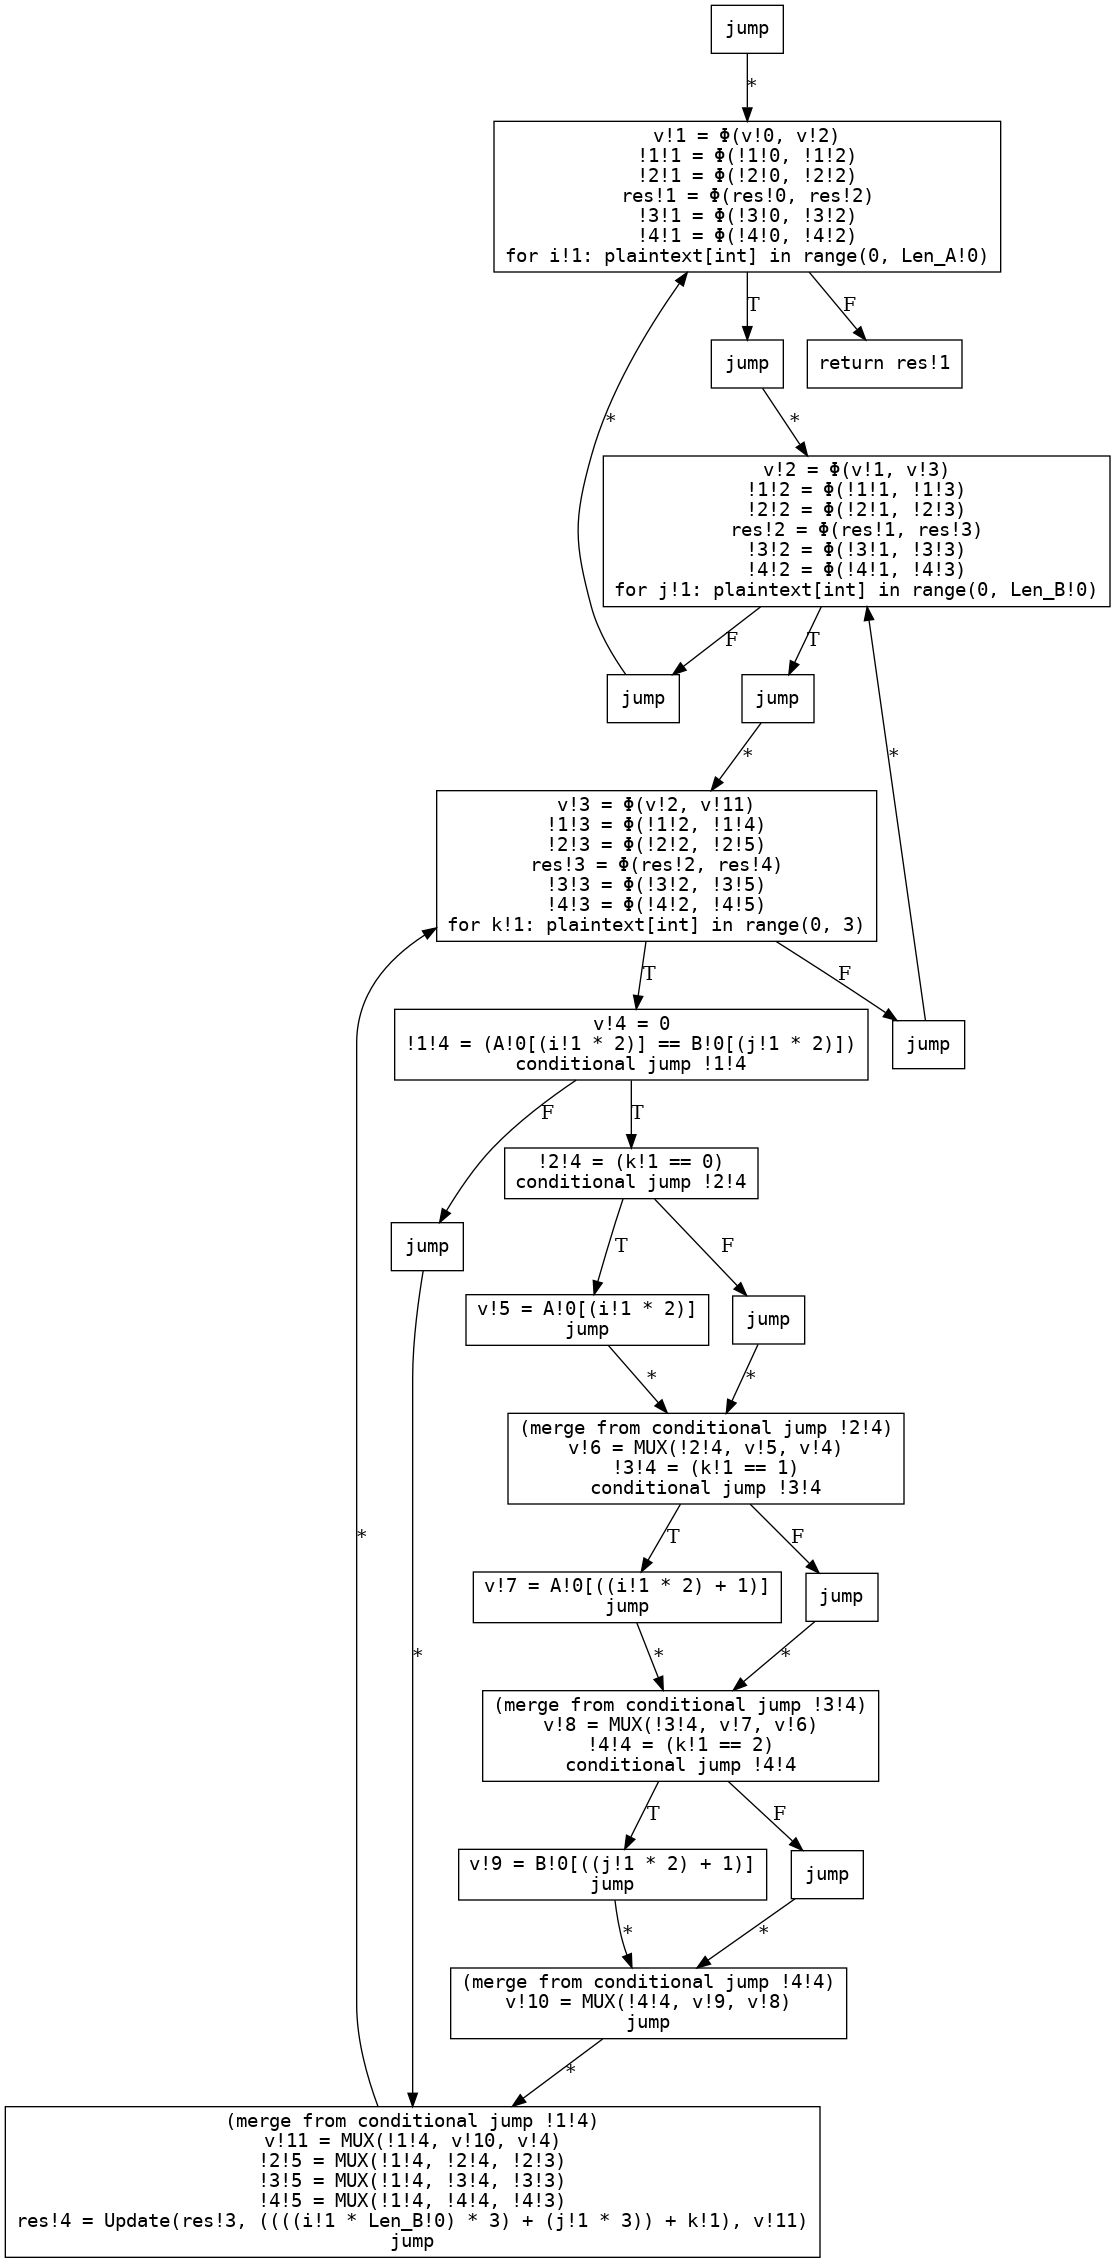 jump
*
v!1 = Φ(v!0, v!2)
!1!1 = Φ(!1!0, !1!2)
!2!1 = Φ(!2!0, !2!2)
res!1 = Φ(res!0, res!2)
!3!1 = Φ(!3!0, !3!2)
!4!1 = Φ(!4!0, !4!2)
for i!1: plaintext[int] in range(0, Len_A!0)
T
F
jump
return res!1
*
*
v!2 = Φ(v!1, v!3)
!1!2 = Φ(!1!1, !1!3)
!2!2 = Φ(!2!1, !2!3)
res!2 = Φ(res!1, res!3)
!3!2 = Φ(!3!1, !3!3)
!4!2 = Φ(!4!1, !4!3)
for j!1: plaintext[int] in range(0, Len_B!0)
F
T
jump
jump
*
*
v!3 = Φ(v!2, v!11)
!1!3 = Φ(!1!2, !1!4)
!2!3 = Φ(!2!2, !2!5)
res!3 = Φ(res!2, res!4)
!3!3 = Φ(!3!2, !3!5)
!4!3 = Φ(!4!2, !4!5)
for k!1: plaintext[int] in range(0, 3)
T
F
v!4 = 0
!1!4 = (A!0[(i!1 * 2)] == B!0[(j!1 * 2)])
conditional jump !1!4
jump
F
T
!2!4 = (k!1 == 0)
conditional jump !2!4
jump
T
F
v!5 = A!0[(i!1 * 2)]
jump
jump
*
*
(merge from conditional jump !2!4)
v!6 = MUX(!2!4, v!5, v!4)
!3!4 = (k!1 == 1)
conditional jump !3!4
*
T
F
v!7 = A!0[((i!1 * 2) + 1)]
jump
jump
*
*
*
(merge from conditional jump !3!4)
v!8 = MUX(!3!4, v!7, v!6)
!4!4 = (k!1 == 2)
conditional jump !4!4
T
F
v!9 = B!0[((j!1 * 2) + 1)]
jump
jump
*
*
(merge from conditional jump !4!4)
v!10 = MUX(!4!4, v!9, v!8)
jump
*
(merge from conditional jump !1!4)
v!11 = MUX(!1!4, v!10, v!4)
!2!5 = MUX(!1!4, !2!4, !2!3)
!3!5 = MUX(!1!4, !3!4, !3!3)
!4!5 = MUX(!1!4, !4!4, !4!3)
res!4 = Update(res!3, ((((i!1 * Len_B!0) * 3) + (j!1 * 3)) + k!1), v!11)
jump